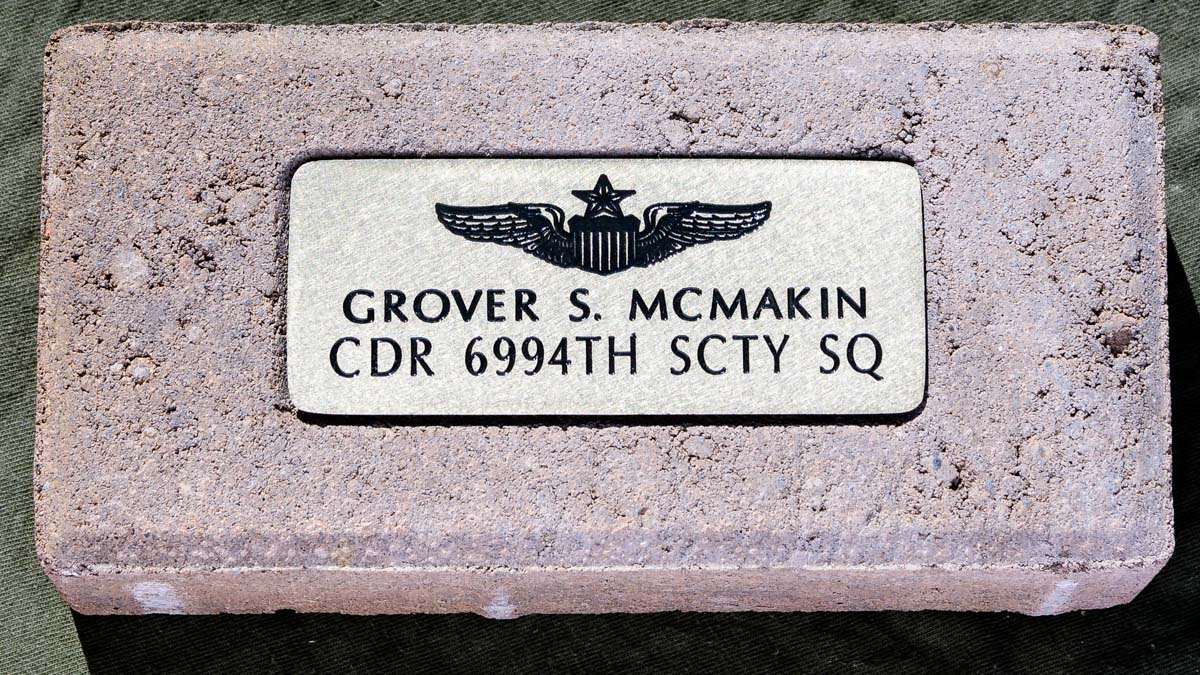 GROVER S. MCMAKIN
CDR 6994TH SCTY SQ